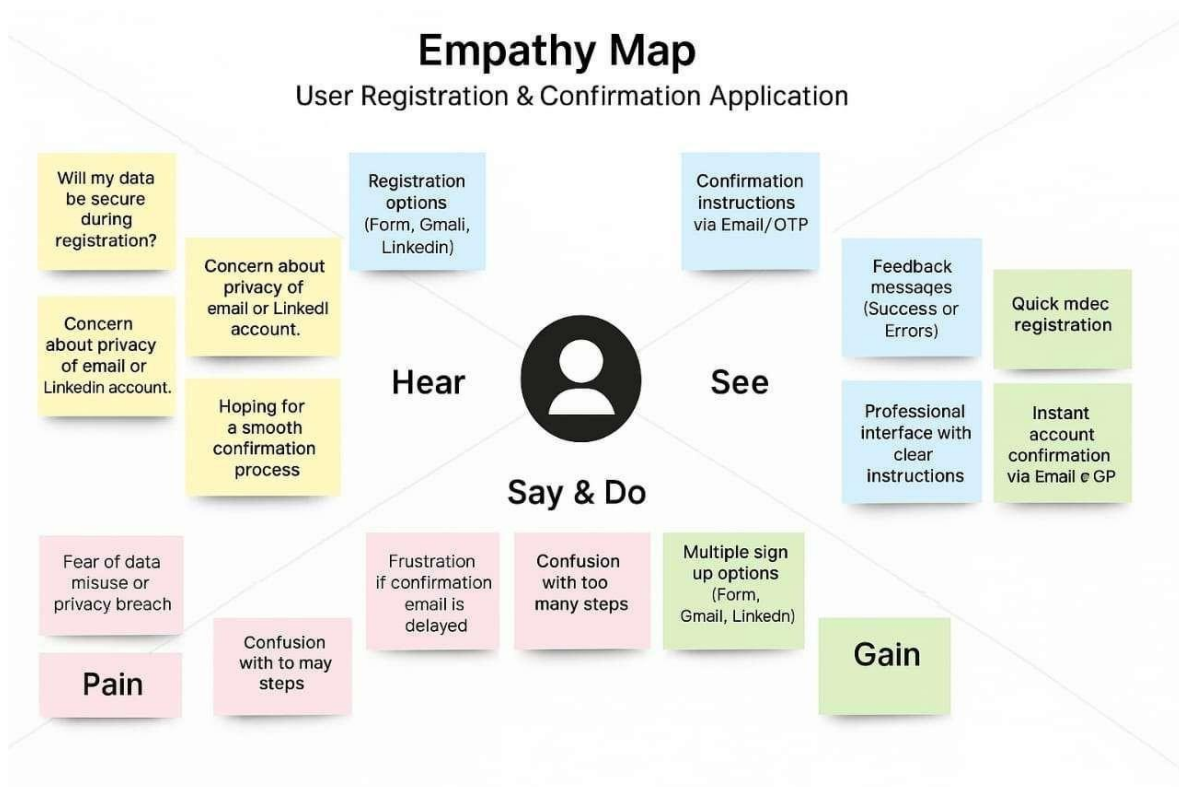 Empathy Map
User Registration & Confirmation Application
Will my data
be secure
during
registration?
Concern about
privacy of
email or Linkedl
account.
Concern
about privacy
of email or
Linkedin account.
Hoping for
a smooth
confirmation
process
Registration
options
(Form, Gmali,
Linkedin)
Confirmation
instructions
via Email/OTP
Feedback
messaqes
(Success or
Errors)
Quick mdec
registration
Professional
interface with
clear
instructions
Instant
account
confirmation
via Email e GP
Hear
See
Say & Do
Fear of data
misuse or
privacy breach
Pain
Confusion
with to may
steps
Frustration
if confirmation
email is
delayed
Confusion
with too
many steps
Multiple sign
up options
(Form,
Gmail, Linkedn)
Gain